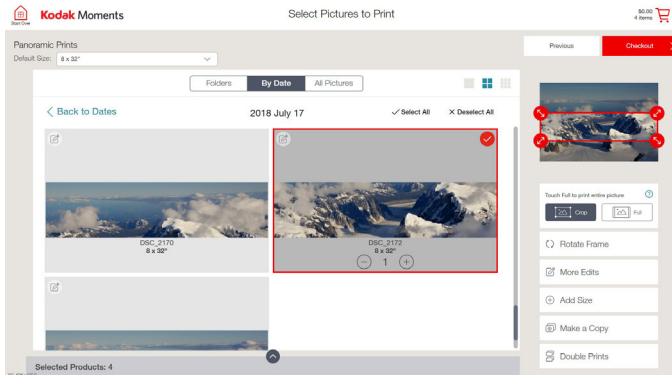 Start Over
Kodak Moments
Select Pictures to Print
$0.00
4 items
Panoramic Prints
Default Size: 8 x 32"
Previous
Checkout
Folders
By Date
All Pictures
Back to Dates
2018 July 17
Select All
Deselect All
DSC_2170
8 x 32"
DSC_2172
8 x 32"
1
Touch Full to print entire picture
Crop
Full
Rotate Frame
More Edits
Add Size
Make a Copy
Double Prints
Selected Products: 4